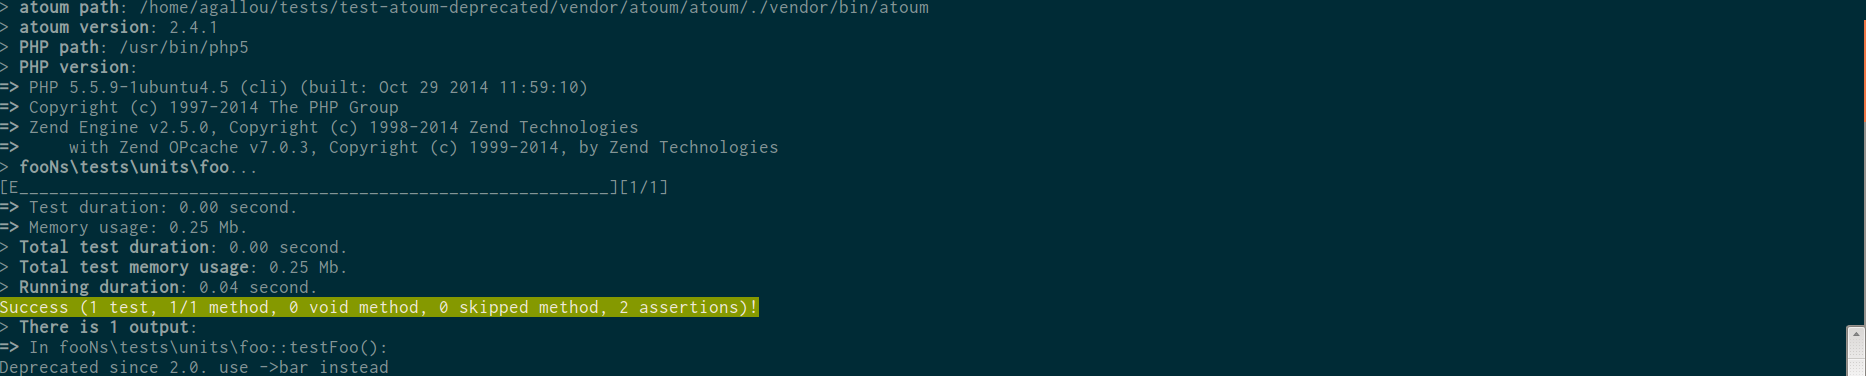 > atoum path: /home/agallou/tests/test-atoum-deprecated/vendor/atoum/atoum/./vendor/bin/atoum
> atoum version: 2.4.1
> PHP path: /usr/bin/php5
> PHP version:
=> PHP 5.5.9-1ubuntu4.5 (cli) (built: Oct 29 2014 11:59:10)
=> Copyright (c) 1997-2014 The PHP Group
=> Zend Engine v2.5.0, Copyright (c) 1998-2014 Zend Technologies
=>     with Zend OPcache v7.0.3, Copyright (c) 1999-2014, by Zend Technologies
> fooNs\tests\units\foo...
[E___________________________________________________________][1/1]
=> Test duration: 0.00 second.
=> Memory usage: 0.25 Mb.
> Total test duration: 0.00 second.
> Total test memory usage: 0.25 Mb.
> Running duration: 0.04 second.
Success (1 test, 1/1 method, 0 void method, 0 skipped method, 2 assertions)!
> There is 1 output:
=> In fooNs\tests\units\foo::testFoo():
Deprecated since 2.0. use ->bar instead